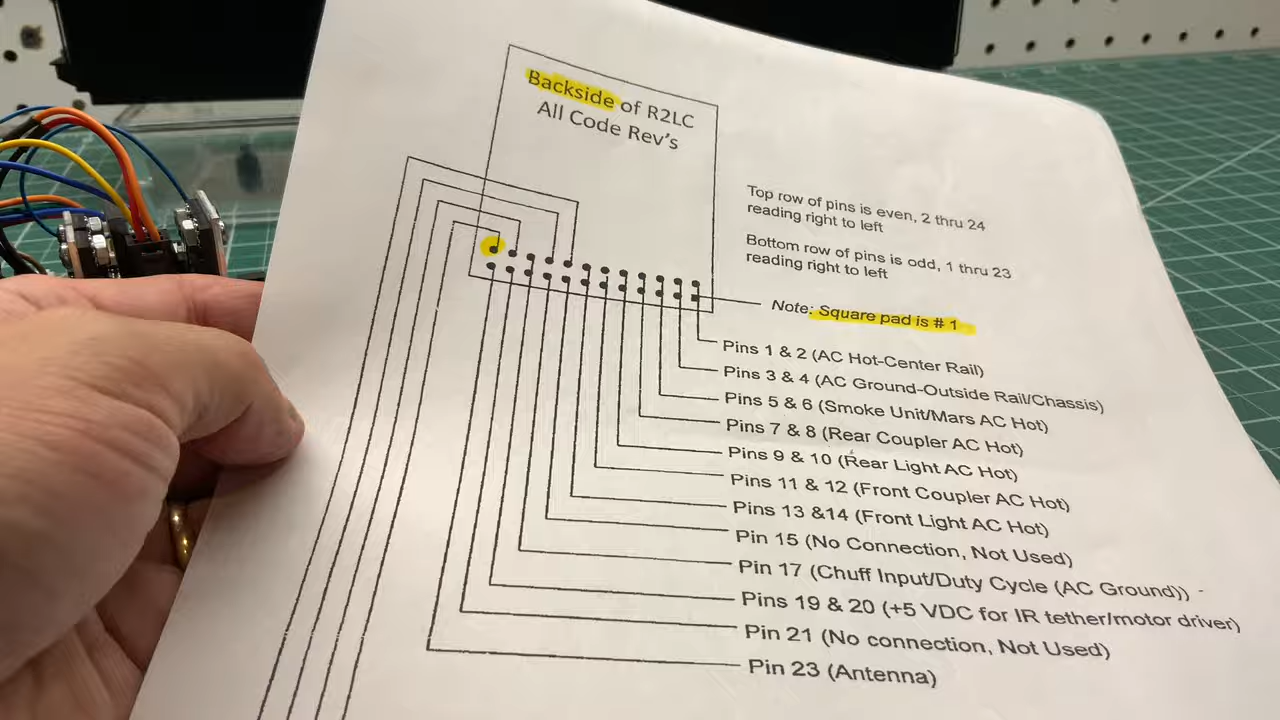 Backside of R2LC
All Code Rev's
Top row of pins is even, 2 thru 24
reading right to left
Bottom row of pins is odd, 1 thru 23
reading right to left
Note: Square pad is # 1
Pins 1 & 2 (AC Hot-Center Rail)
Pins 3 & 4 (AC Ground-Outside Rail/Chassis)
Pins 5 & 6 (Smoke Unit/Mars AC Hot)
Pins 7 & 8 (Rear Coupler AC Hot)
Pins 9 & 10 (Rear Light AC Hot)
Pins 11 & 12 (Front Coupler AC Hot)
Pins 13 &14 (Front Light AC Hot)
Pin 15 (No Connection, Not Used)
Pin 17 (Chuff Input/Duty Cycle (AC Ground)) -
Pins 19 & 20 (+5 VDC for IR tether/motor driver)
Pin 21 (No connection, Not Used)
Pin 23 (Antenna)